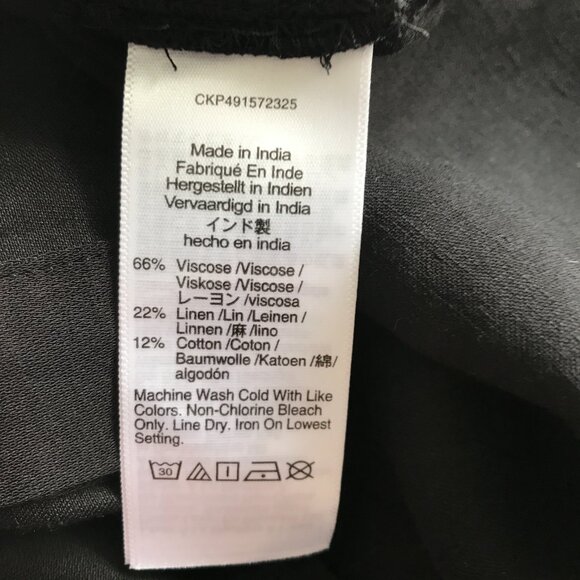 CKP491572325
Made in India
Fabriqué En Inde
Hergestellt in Indien
Vervaardigd in India
インド製
hecho en india
66% Viscose /Viscose /
Viskose /Viscose /
レーヨン /viscosa
22% Linen /Lin /Leinen /
Linnen /麻 /lino
12% Cotton /Coton /
Baumwolle /Katoen /綿/
algodón
Machine Wash Cold With Like
Colors. Non-Chlorine Bleach
Only. Line Dry. Iron On Lowest
Setting.
30